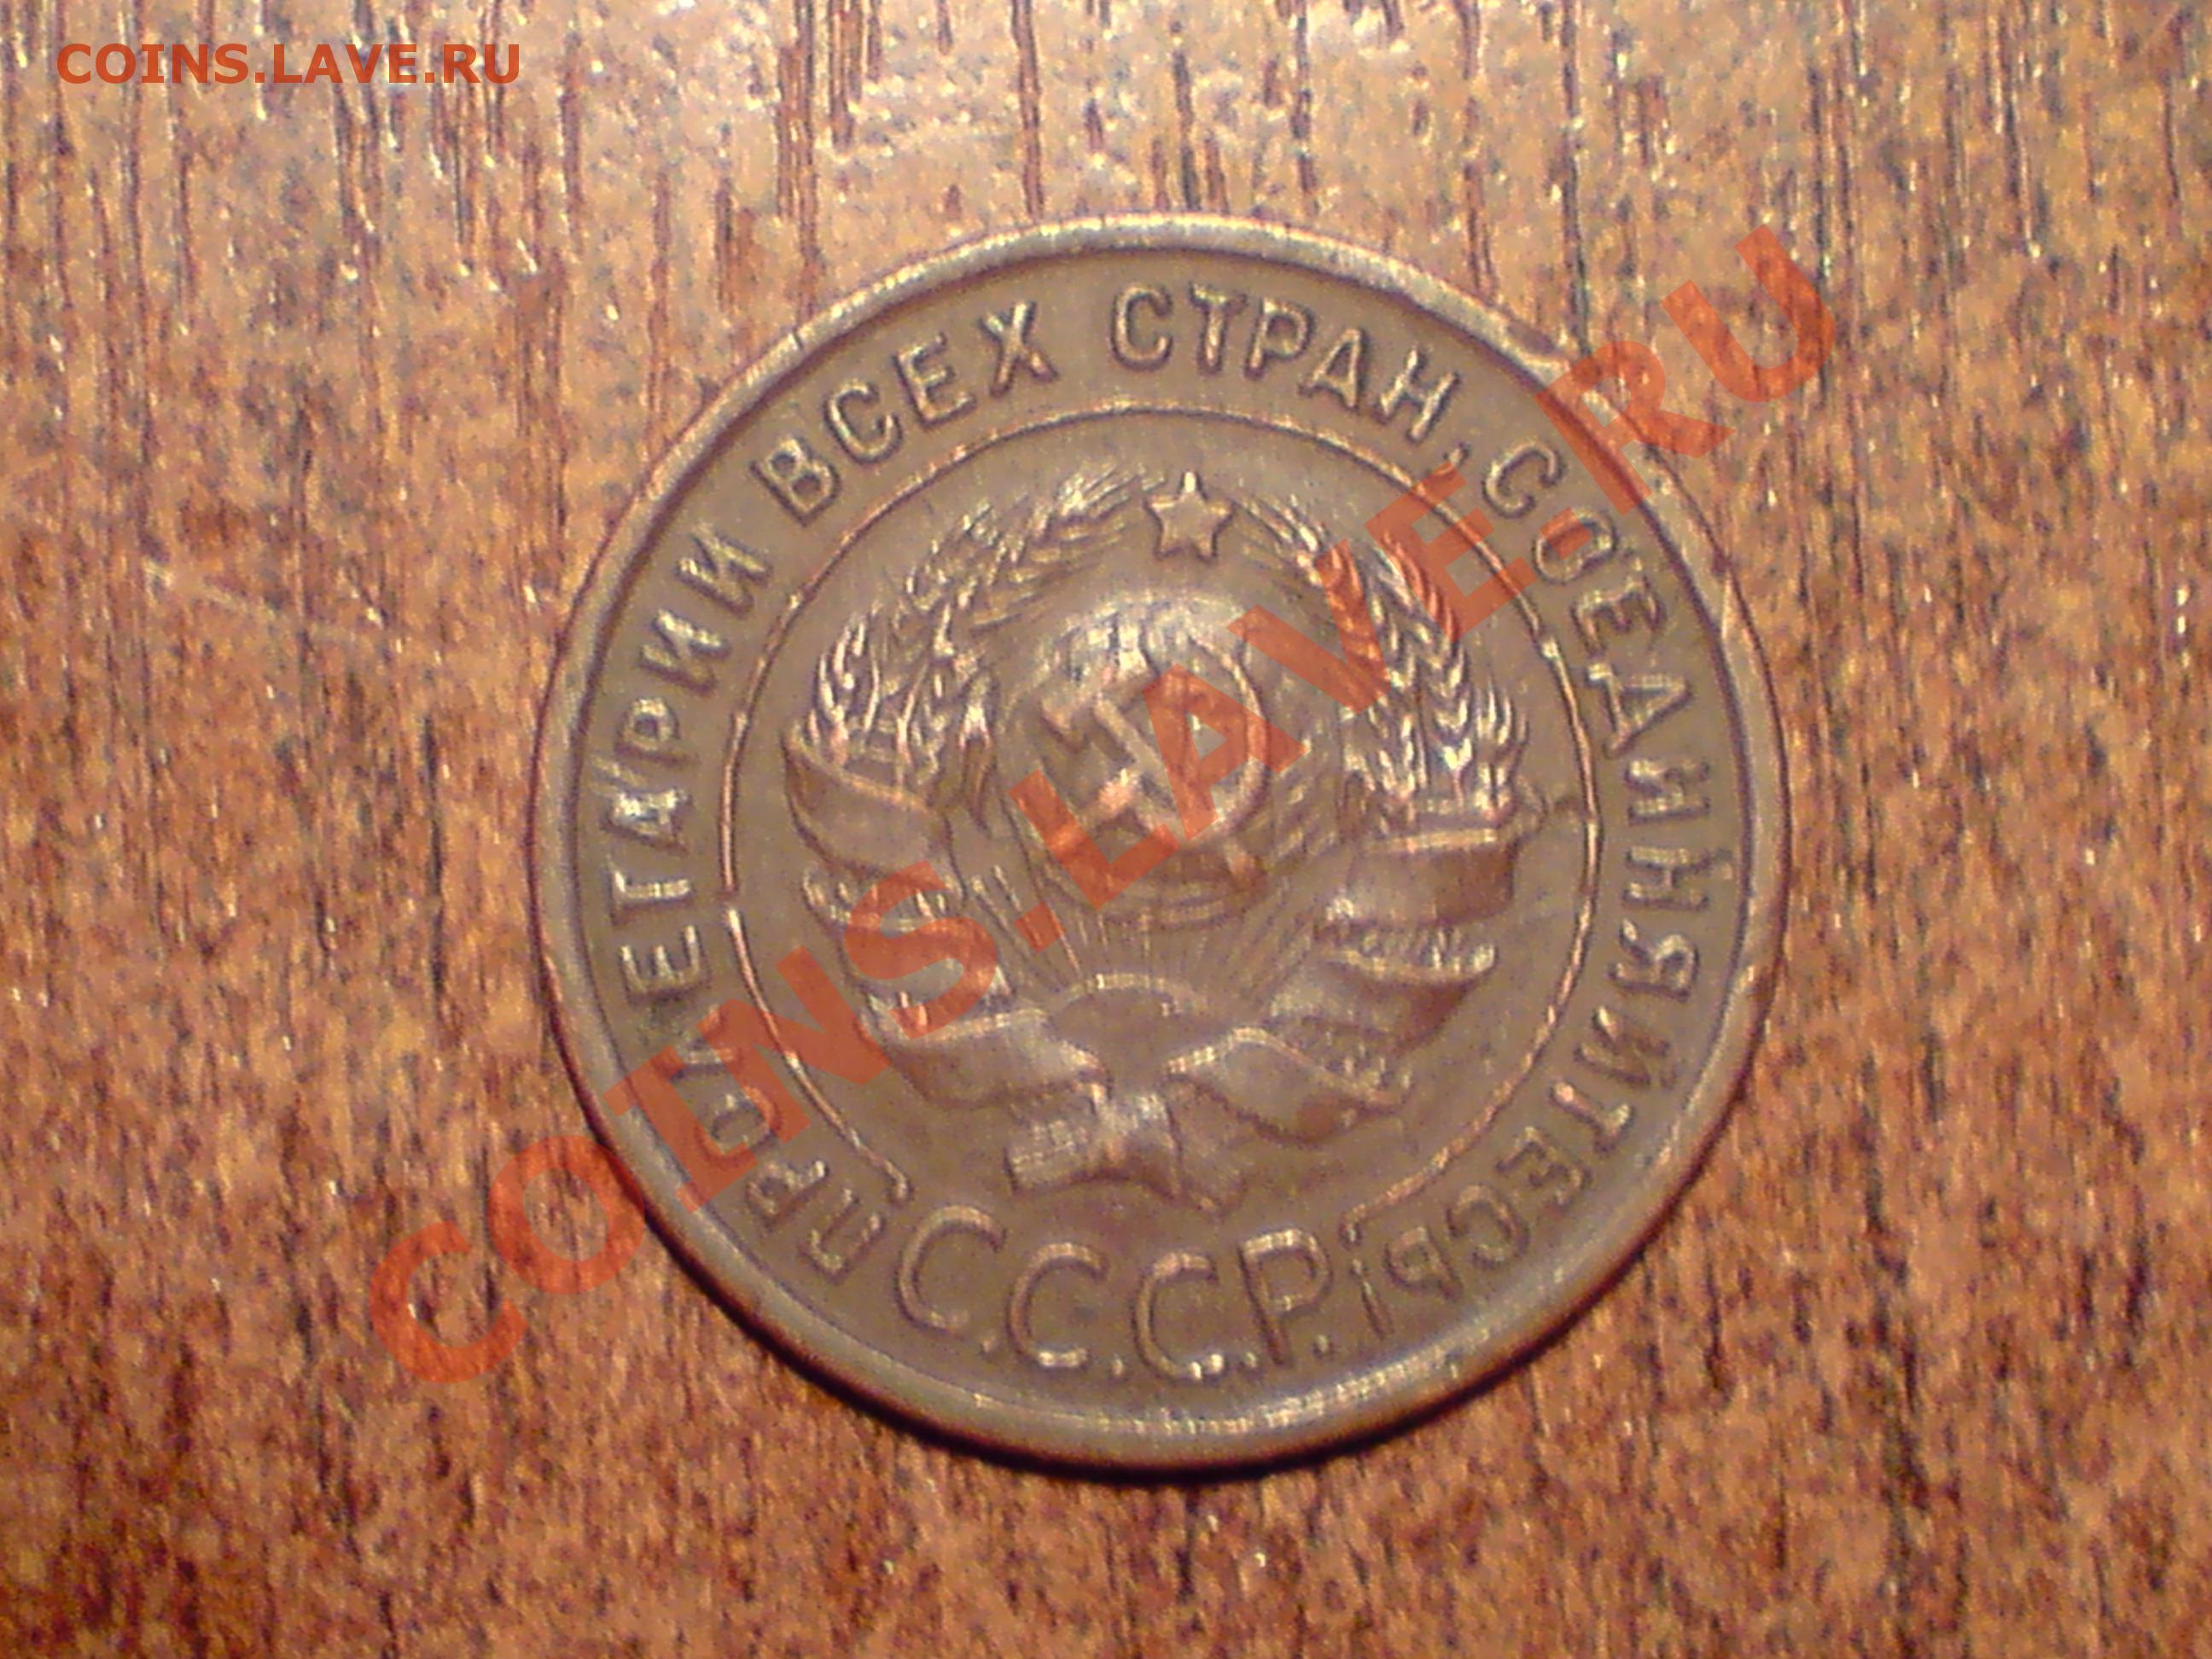 COINS.LAVE.RU
ПРОЛЕТАРИИ ВСЕХ СТРАН, СОЕДИНЯЙТЕСЬ!
С.С.С.Р.
COINS.LAVE.RU